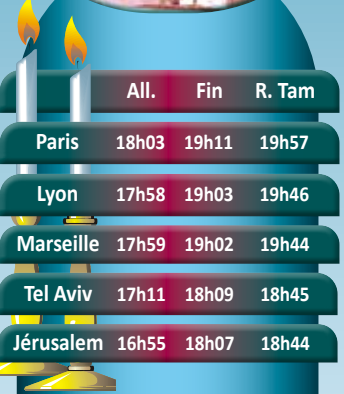 All. Fin R. Tam
Paris 18h03 19h11 19h57
Lyon 17h58 19h03 19h46
Marseille 17h59 19h02 19h44
Tel Aviv 17h11 18h09 18h45
Jérusalem 16h55 18h07 18h44